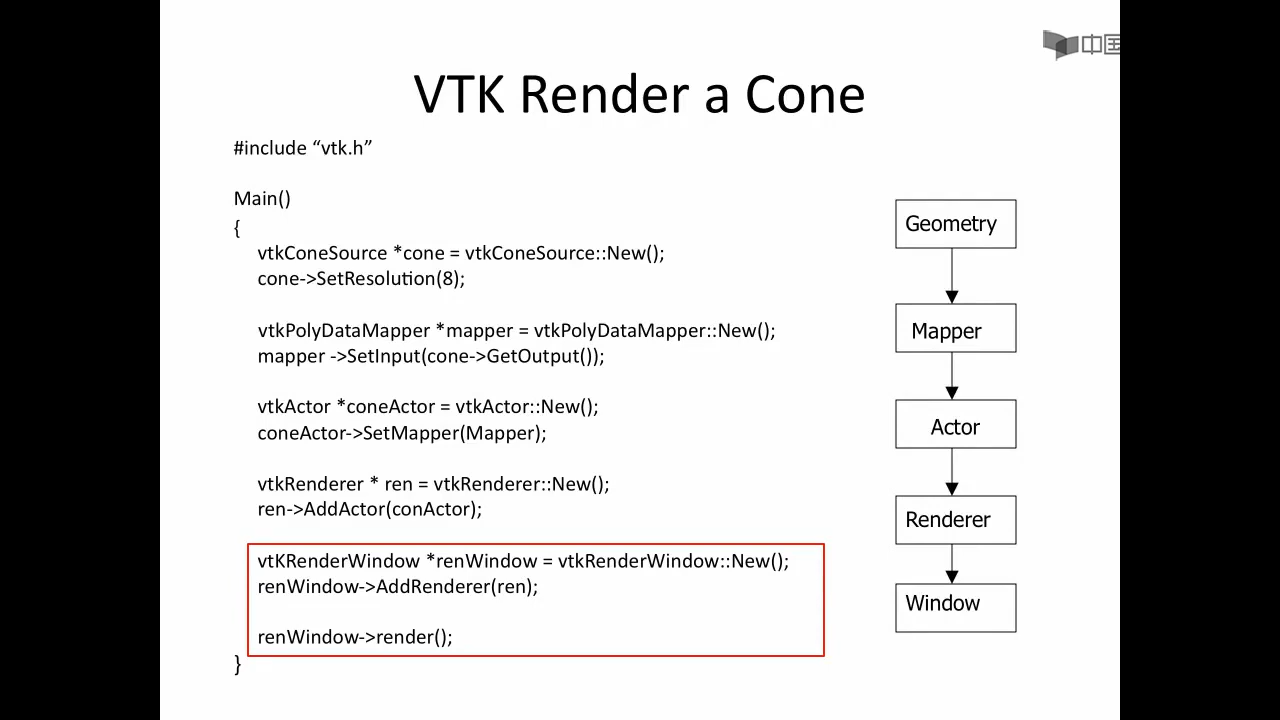 中国
VTK Render a Cone
#include “vtk.h”
Main()
{
vtkConeSource *cone = vtkConeSource::New();
cone->SetResolution(8);
vtkPolyDataMapper *mapper = vtkPolyDataMapper::New();
mapper ->SetInput(cone->GetOutput());
vtkActor *coneActor = vtkActor::New();
coneActor->SetMapper(Mapper);
vtkRenderer * ren = vtkRenderer::New();
ren->AddActor(conActor);
vtKRenderWindow *renWindow = vtkRenderWindow::New();
renWindow->AddRenderer(ren);
renWindow->render();
}
Geometry
Mapper
Actor
Renderer
Window